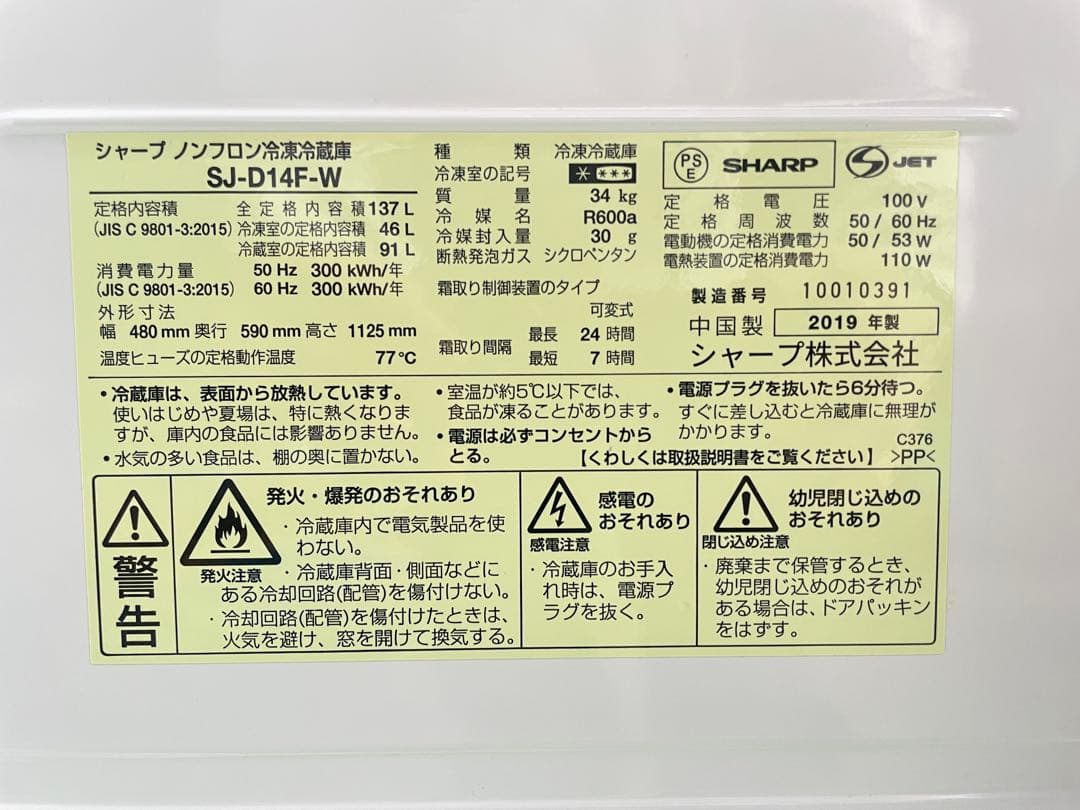 シャープ ノンフロン冷凍冷蔵庫
SJ-D14F-W
定格内容積 全定格内容積 137 L
(JIS C 9801-3:2015) 冷凍室の定格内容積 46 L
冷蔵室の定格内容積 91 L
消費電力量 50 Hz 300 kWh/年
(JIS C 9801-3:2015) 60 Hz 300 kWh/年
外形寸法
幅 480 mm 奥行 590 mm 高さ 1125 mm
温度ヒューズの定格動作温度 77℃
種類 冷凍冷蔵庫
冷凍室の記号 * ***
質量 34 kg
冷媒名 R600a
冷媒封入量 30 g
断熱発泡ガス シクロペンタン
霜取り制御装置のタイプ
可変式
霜取り間隔 最長 24 時間
最短 7 時間
PS
E
SHARP
S JET
定格電圧 100 V
定格周波数 50 / 60 Hz
電動機の定格消費電力 50 / 53 W
電熱装置の定格消費電力 110 W
製造番号 10010391
中国製 2019 年製
シャープ株式会社
・冷蔵庫は、表面から放熱しています。
使いはじめや夏場は、特に熱くなりま
すが、庫内の食品には影響ありません。
・水気の多い食品は、棚の奥に置かない。
・室温が約5℃以下では、
食品が凍ることがあります。
・電源は必ずコンセントから
とる。
・電源プラグを抜いたら6分待つ。
すぐに差し込むと冷蔵庫に無理が
かかります。
C376
【くわしくは取扱説明書をご覧ください】 >PP<
警告
発火・爆発のおそれあり
発火注意
・冷蔵庫内で電気製品を使
わない。
・冷蔵庫背面・側面などに
ある冷却回路(配管)を傷付けない。
・冷却回路(配管)を傷付けたときは、
火気を避け、窓を開けて換気する。
感電の
おそれあり
感電注意
・冷蔵庫のお手入
れ時は、電源プ
ラグを抜く。
幼児閉じ込めの
おそれあり
閉じ込め注意
・廃棄まで保管するとき、
幼児閉じ込めのおそれが
ある場合は、ドアパッキン
をはずす。